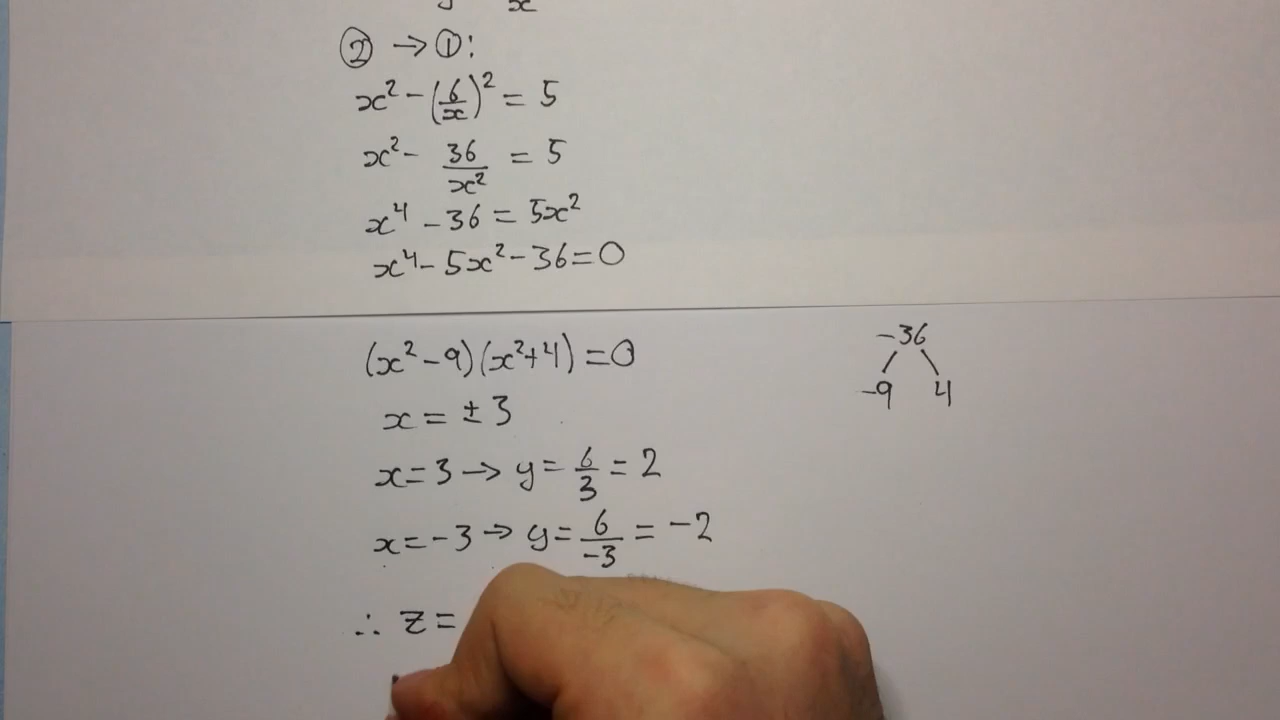 ② → ①:
x² - (6/x)² = 5
x² - 36/x² = 5
x⁴ - 36 = 5x²
x⁴ - 5x² - 36 = 0
(x² - 9)(x² + 4) = 0
x = ± 3
x = 3 → y = 6/3 = 2
x = -3 → y = 6/-3 = -2
∴ z =
-36
-9 4